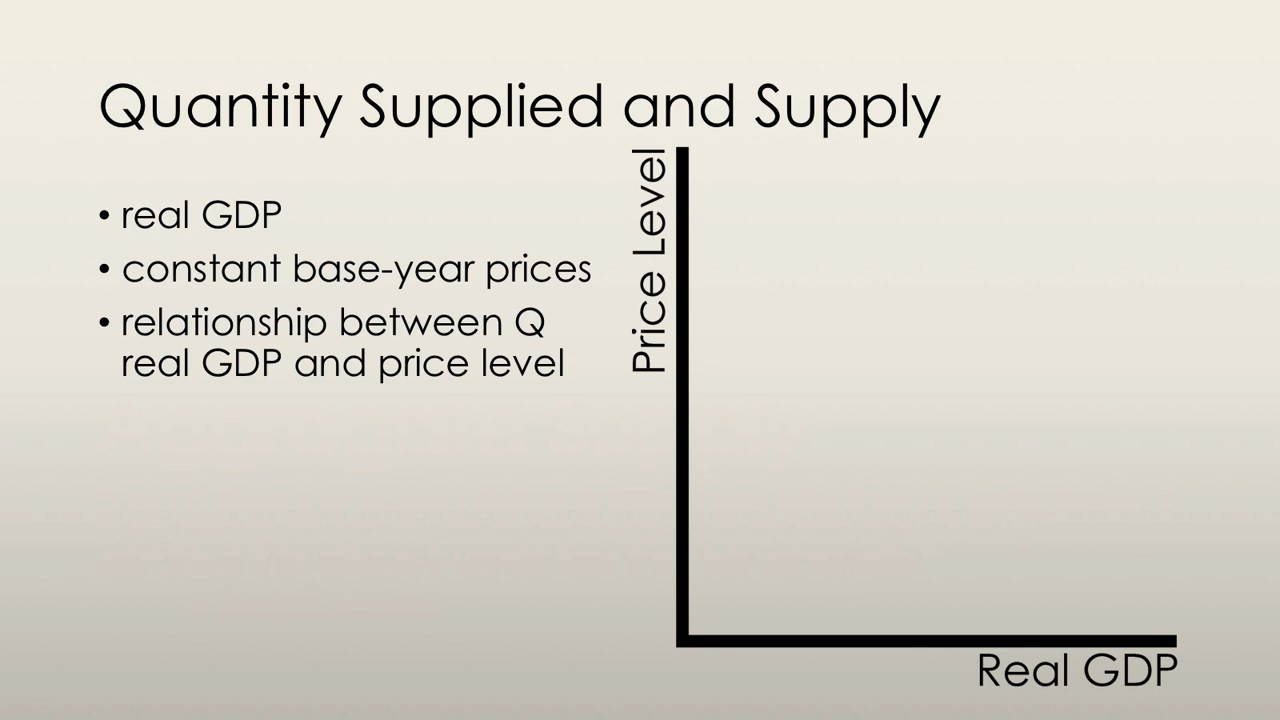 Quantity Supplied and Supply
• real GDP
• constant base-year prices
• relationship between Q
real GDP and price level
Price Level
Real GDP